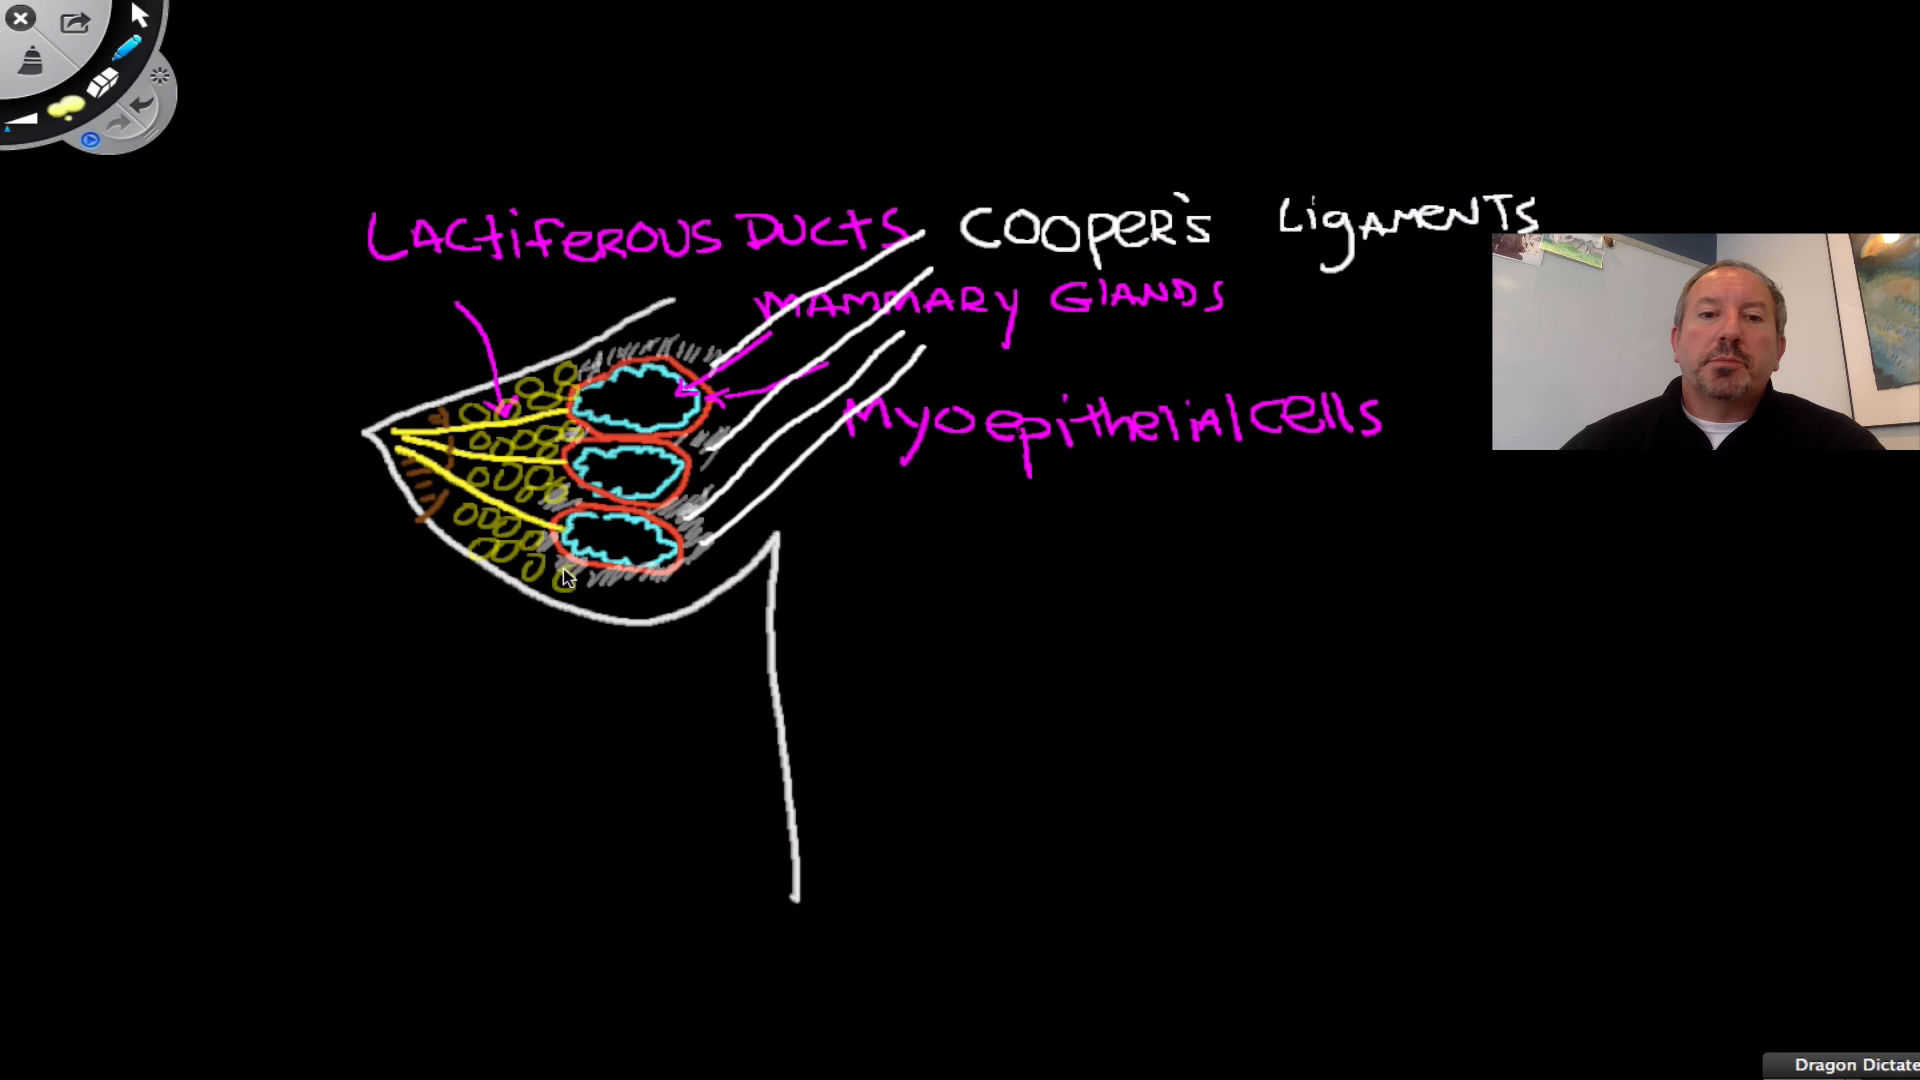 LACtifeROUS DUCtS
COOPeR's LigAMENTS
MAMMARY GlANDS
Myoepithelial cells
Dragon Dictate